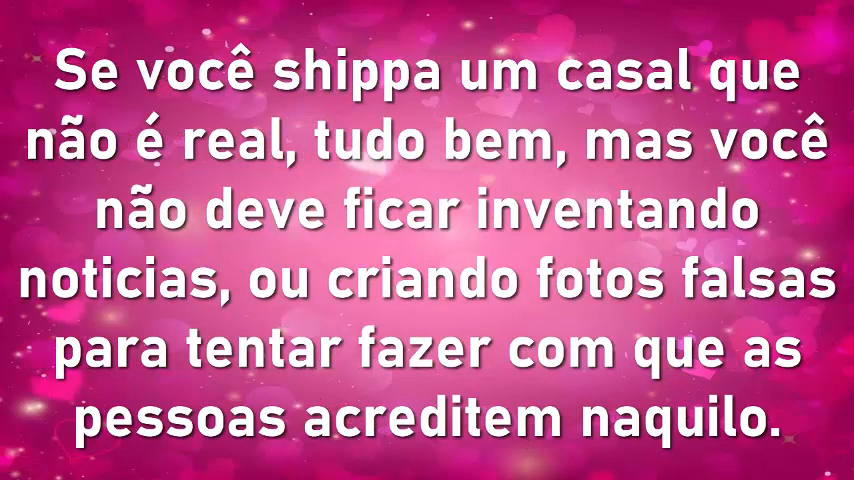 Se você shippa um casal que
não é real, tudo bem, mas você
não deve ficar inventando
noticias, ou criando fotos falsas
para tentar fazer com que as
pessoas acreditem naquilo.